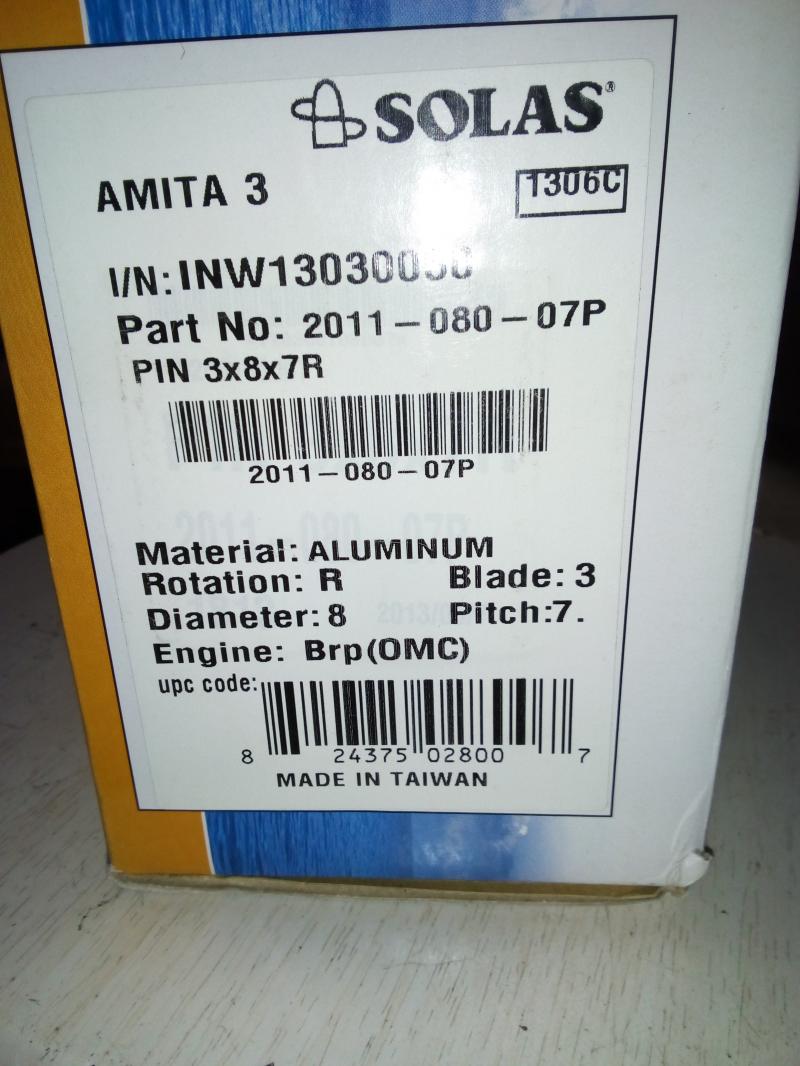 SOLAS®
AMITA 3
1306C
I/N:
Part No: 2011-080-07P
PIN 3x8x7R
2011-080-07P
Material: ALUMINUM
Rotation: R Blade: 3
Diameter: 8 Pitch:7.
Engine: Brp(OMC)
upc code:
8 24375 02800 7
MADE IN TAIWAN